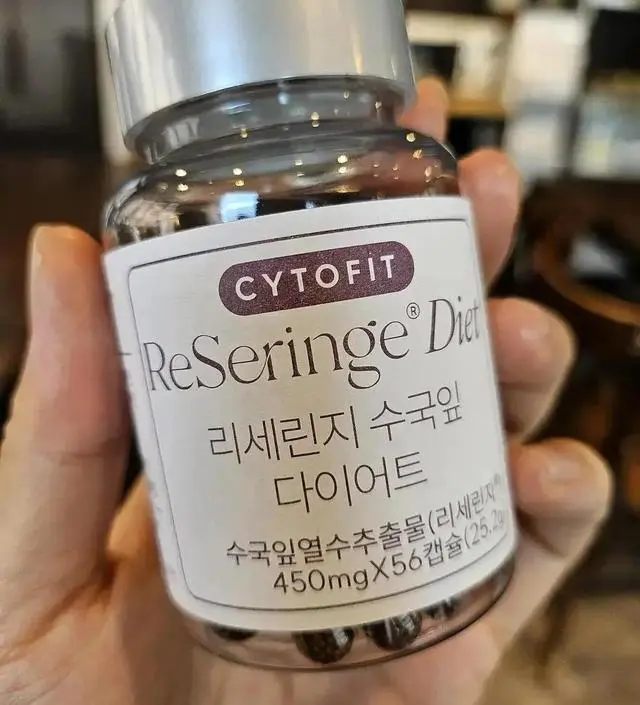 CYTOFIT
ReSeringe® Diet
리세린지 수국잎
다이어트
수국잎열수추출물(리세린지®)
450mgX56캡슐(25.2g